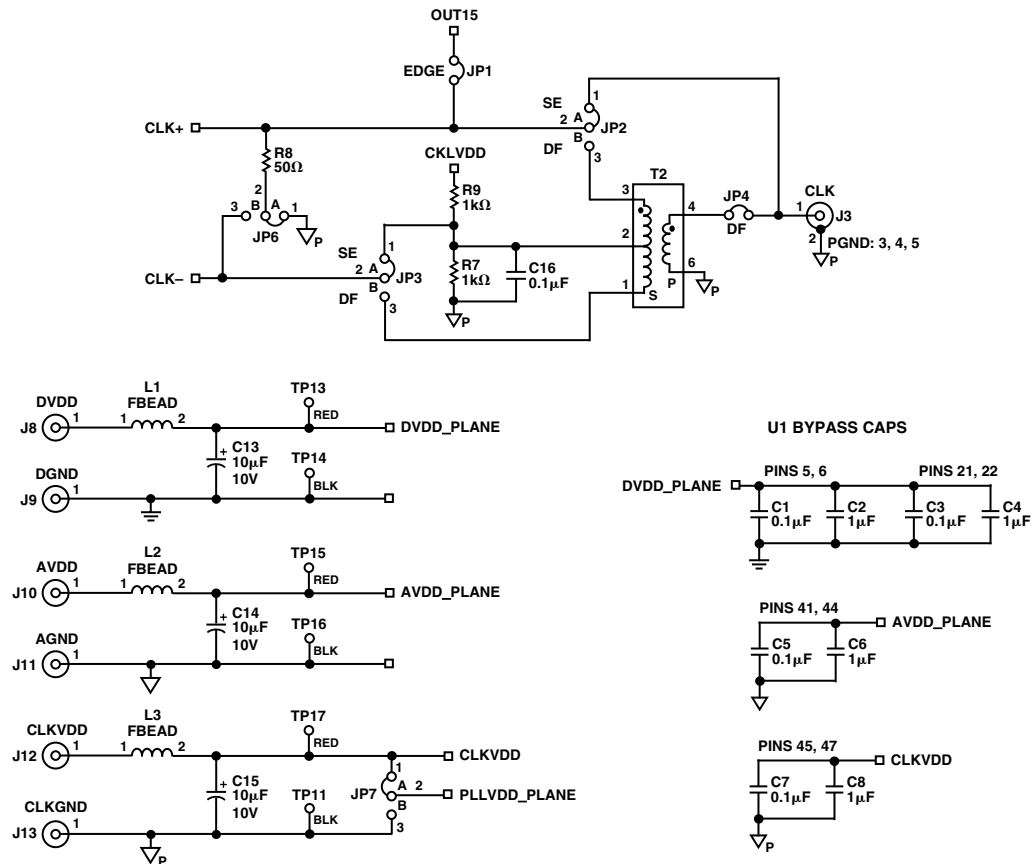 OUT15
EDGE JP1
SE 1
CLK+ 2 A JP2
B
DF 3
R8
50Ω
CKLVDD
R9
1kΩ
T2
3 4
JP4
DF
CLK
1 J3
2 PGND: 3, 4, 5
P
2
3 B A 1
JP6 P
1
SE
CLK– 2 A JP3
B
DF 3
R7
1kΩ
P
C16
0.1µF
2
1 S P 6
P
DVDD
J8 1
L1
FBEAD
1 2
TP13
RED
DVDD_PLANE
C13
+
10µF
10V
DGND
J9 1
TP14
BLK
AVDD
J10 1
L2
FBEAD
1 2
TP15
RED
AVDD_PLANE
C14
+
10µF
10V
AGND
J11 1
TP16
BLK
CLKVDD
J12 1
L3
FBEAD
1 2
TP17
RED
CLKVDD
C15
+
10µF
10V
CLKGND
J13 1
P
TP11
BLK
1
JP7 A 2 PLLVDD_PLANE
B
3
U1 BYPASS CAPS
PINS 5, 6 PINS 21, 22
DVDD_PLANE
C1
0.1µF
C2
1µF
C3
0.1µF
C4
1µF
PINS 41, 44
AVDD_PLANE
C5
0.1µF
C6
1µF
PINS 45, 47
CLKVDD
C7
0.1µF
C8
1µF
P